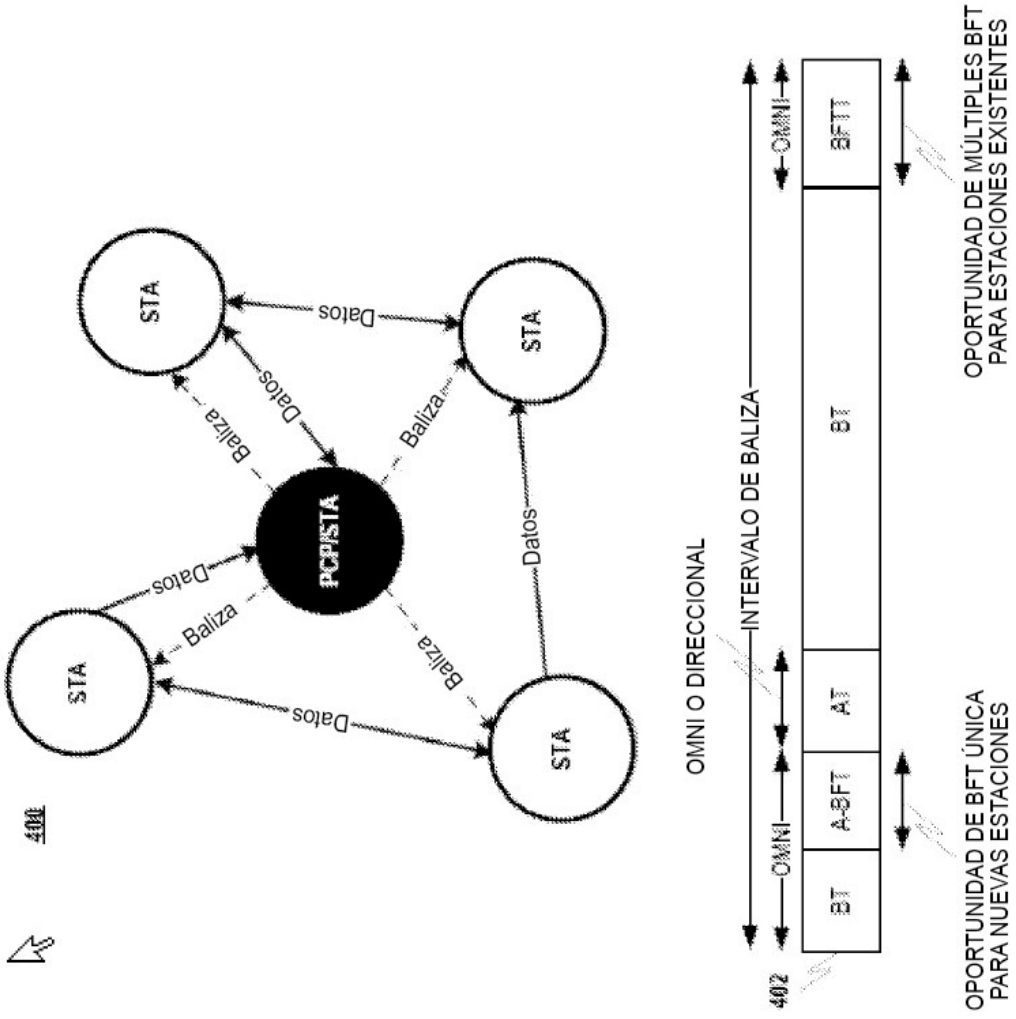 400
STA
STA
Datos
Baliza
Datos
Baliza
Datos
Datos
PCP/STA
Baliza
Baliza
STA
Datos
STA
OMNI O DIRECCIONAL
INTERVALO DE BALIZA
OMNI
OMNI
402
BT
A-BFT
AT
BT
BFTT
OPORTUNIDAD DE BFT ÚNICA
PARA NUEVAS ESTACIONES
OPORTUNIDAD DE MÚLTIPLES BFT
PARA ESTACIONES EXISTENTES